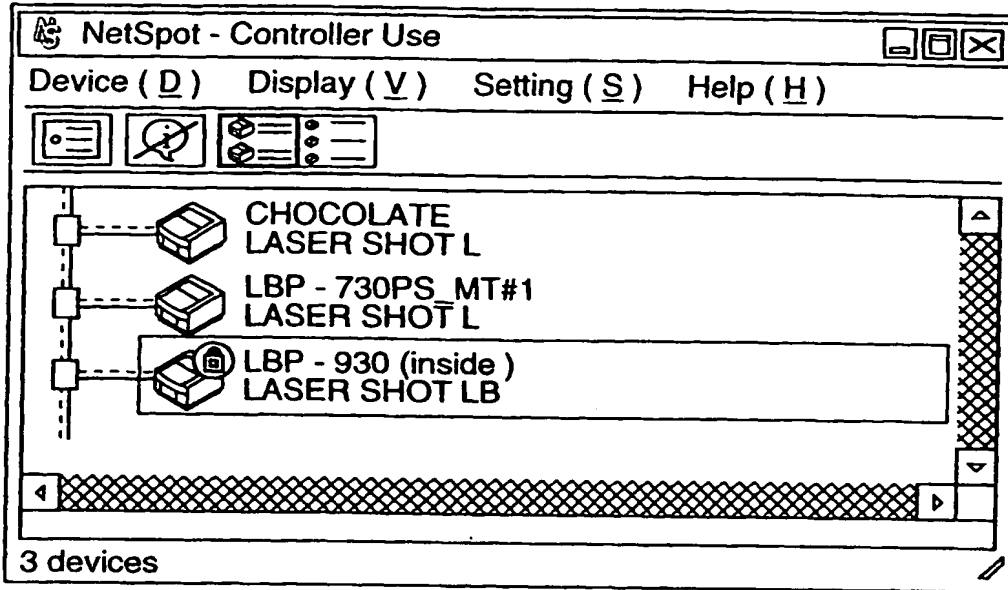 NetSpot - Controller Use
Device ( D ) Display ( V ) Setting ( S ) Help ( H )
CHOCOLATE
LASER SHOT L
LBP - 730PS_MT#1
LASER SHOT L
LBP - 930 (inside )
LASER SHOT LB
3 devices